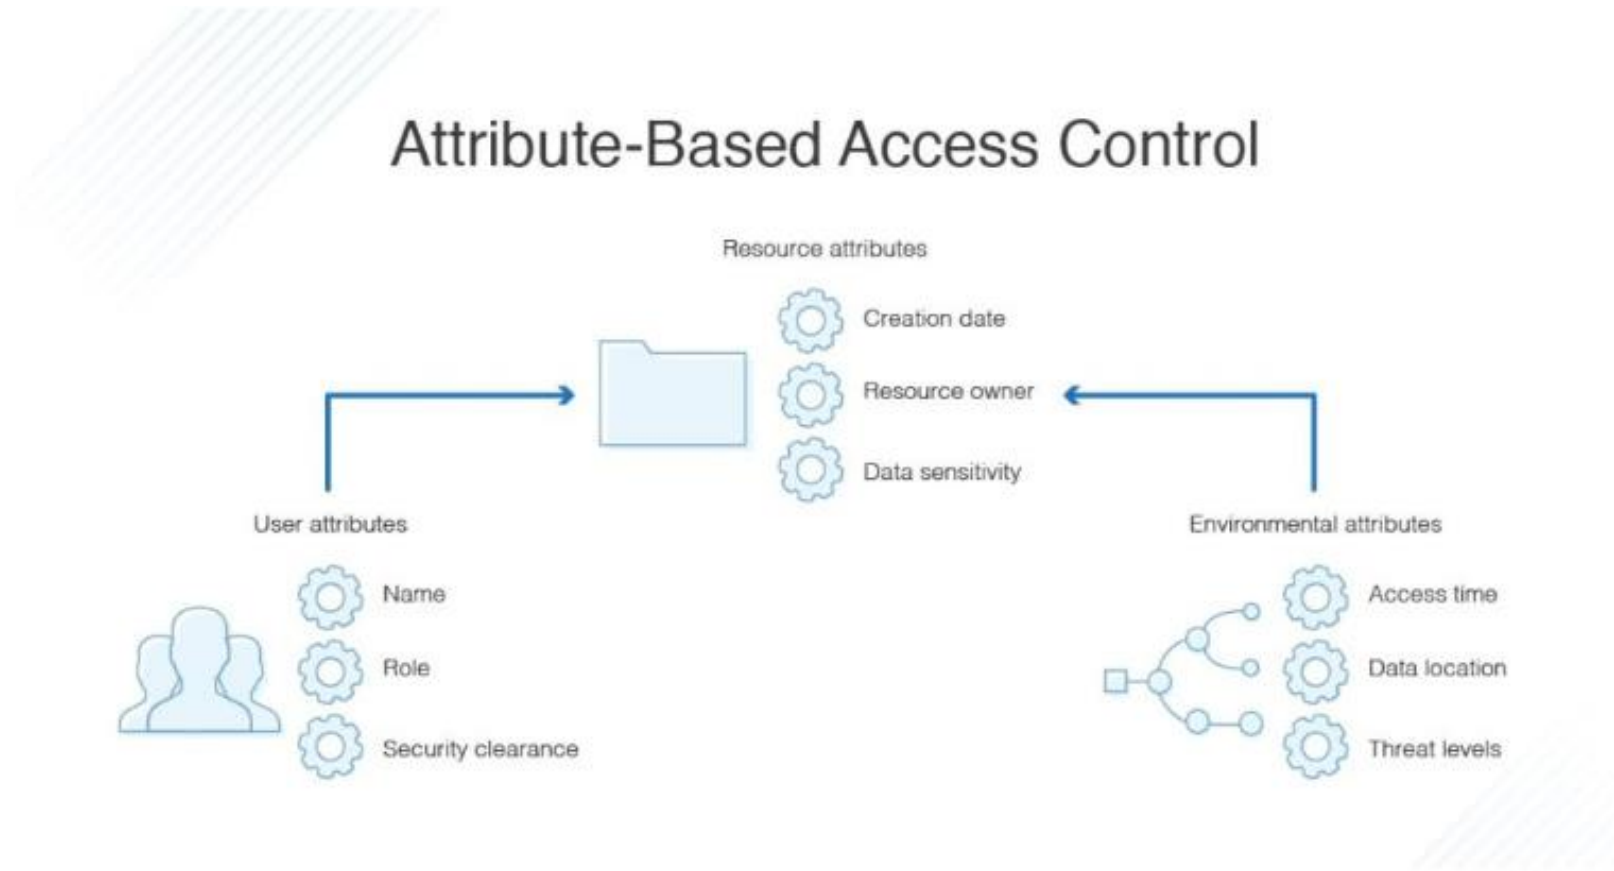 Attribute-Based Access Control
Resource attributes
Creation date
Resource owner
Data sensitivity
User attributes
Name
Role
Security clearance
Environmental attributes
Access time
Data location
Threat levels